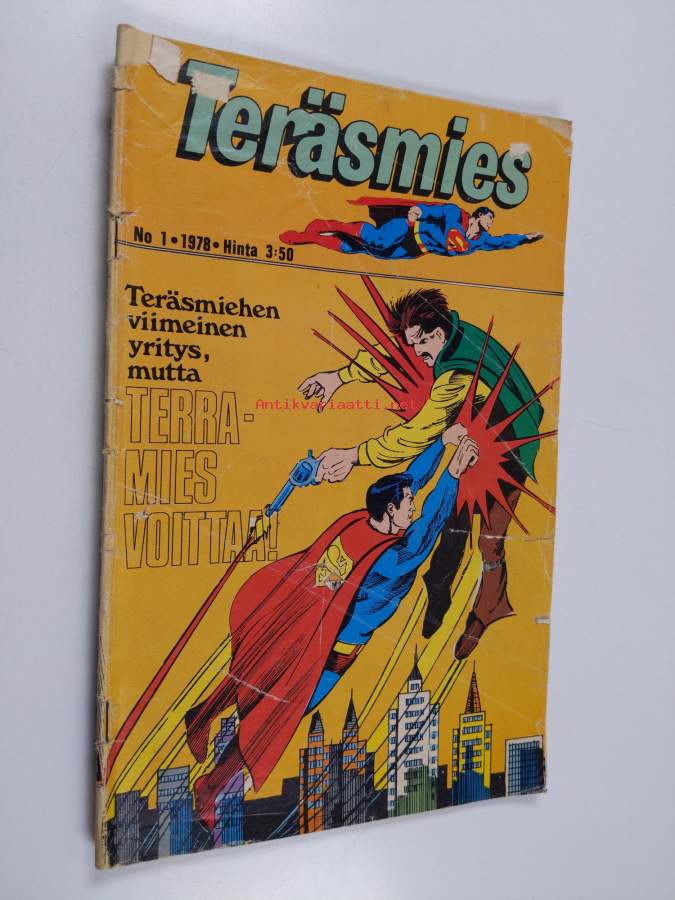 Teräsmies
No 1 • 1978 • Hinta 3:50
Teräsmiehen
viimeinen
yritys,
mutta
TERRA-
MIES
VOITTAA!
Antikvariaatti.net